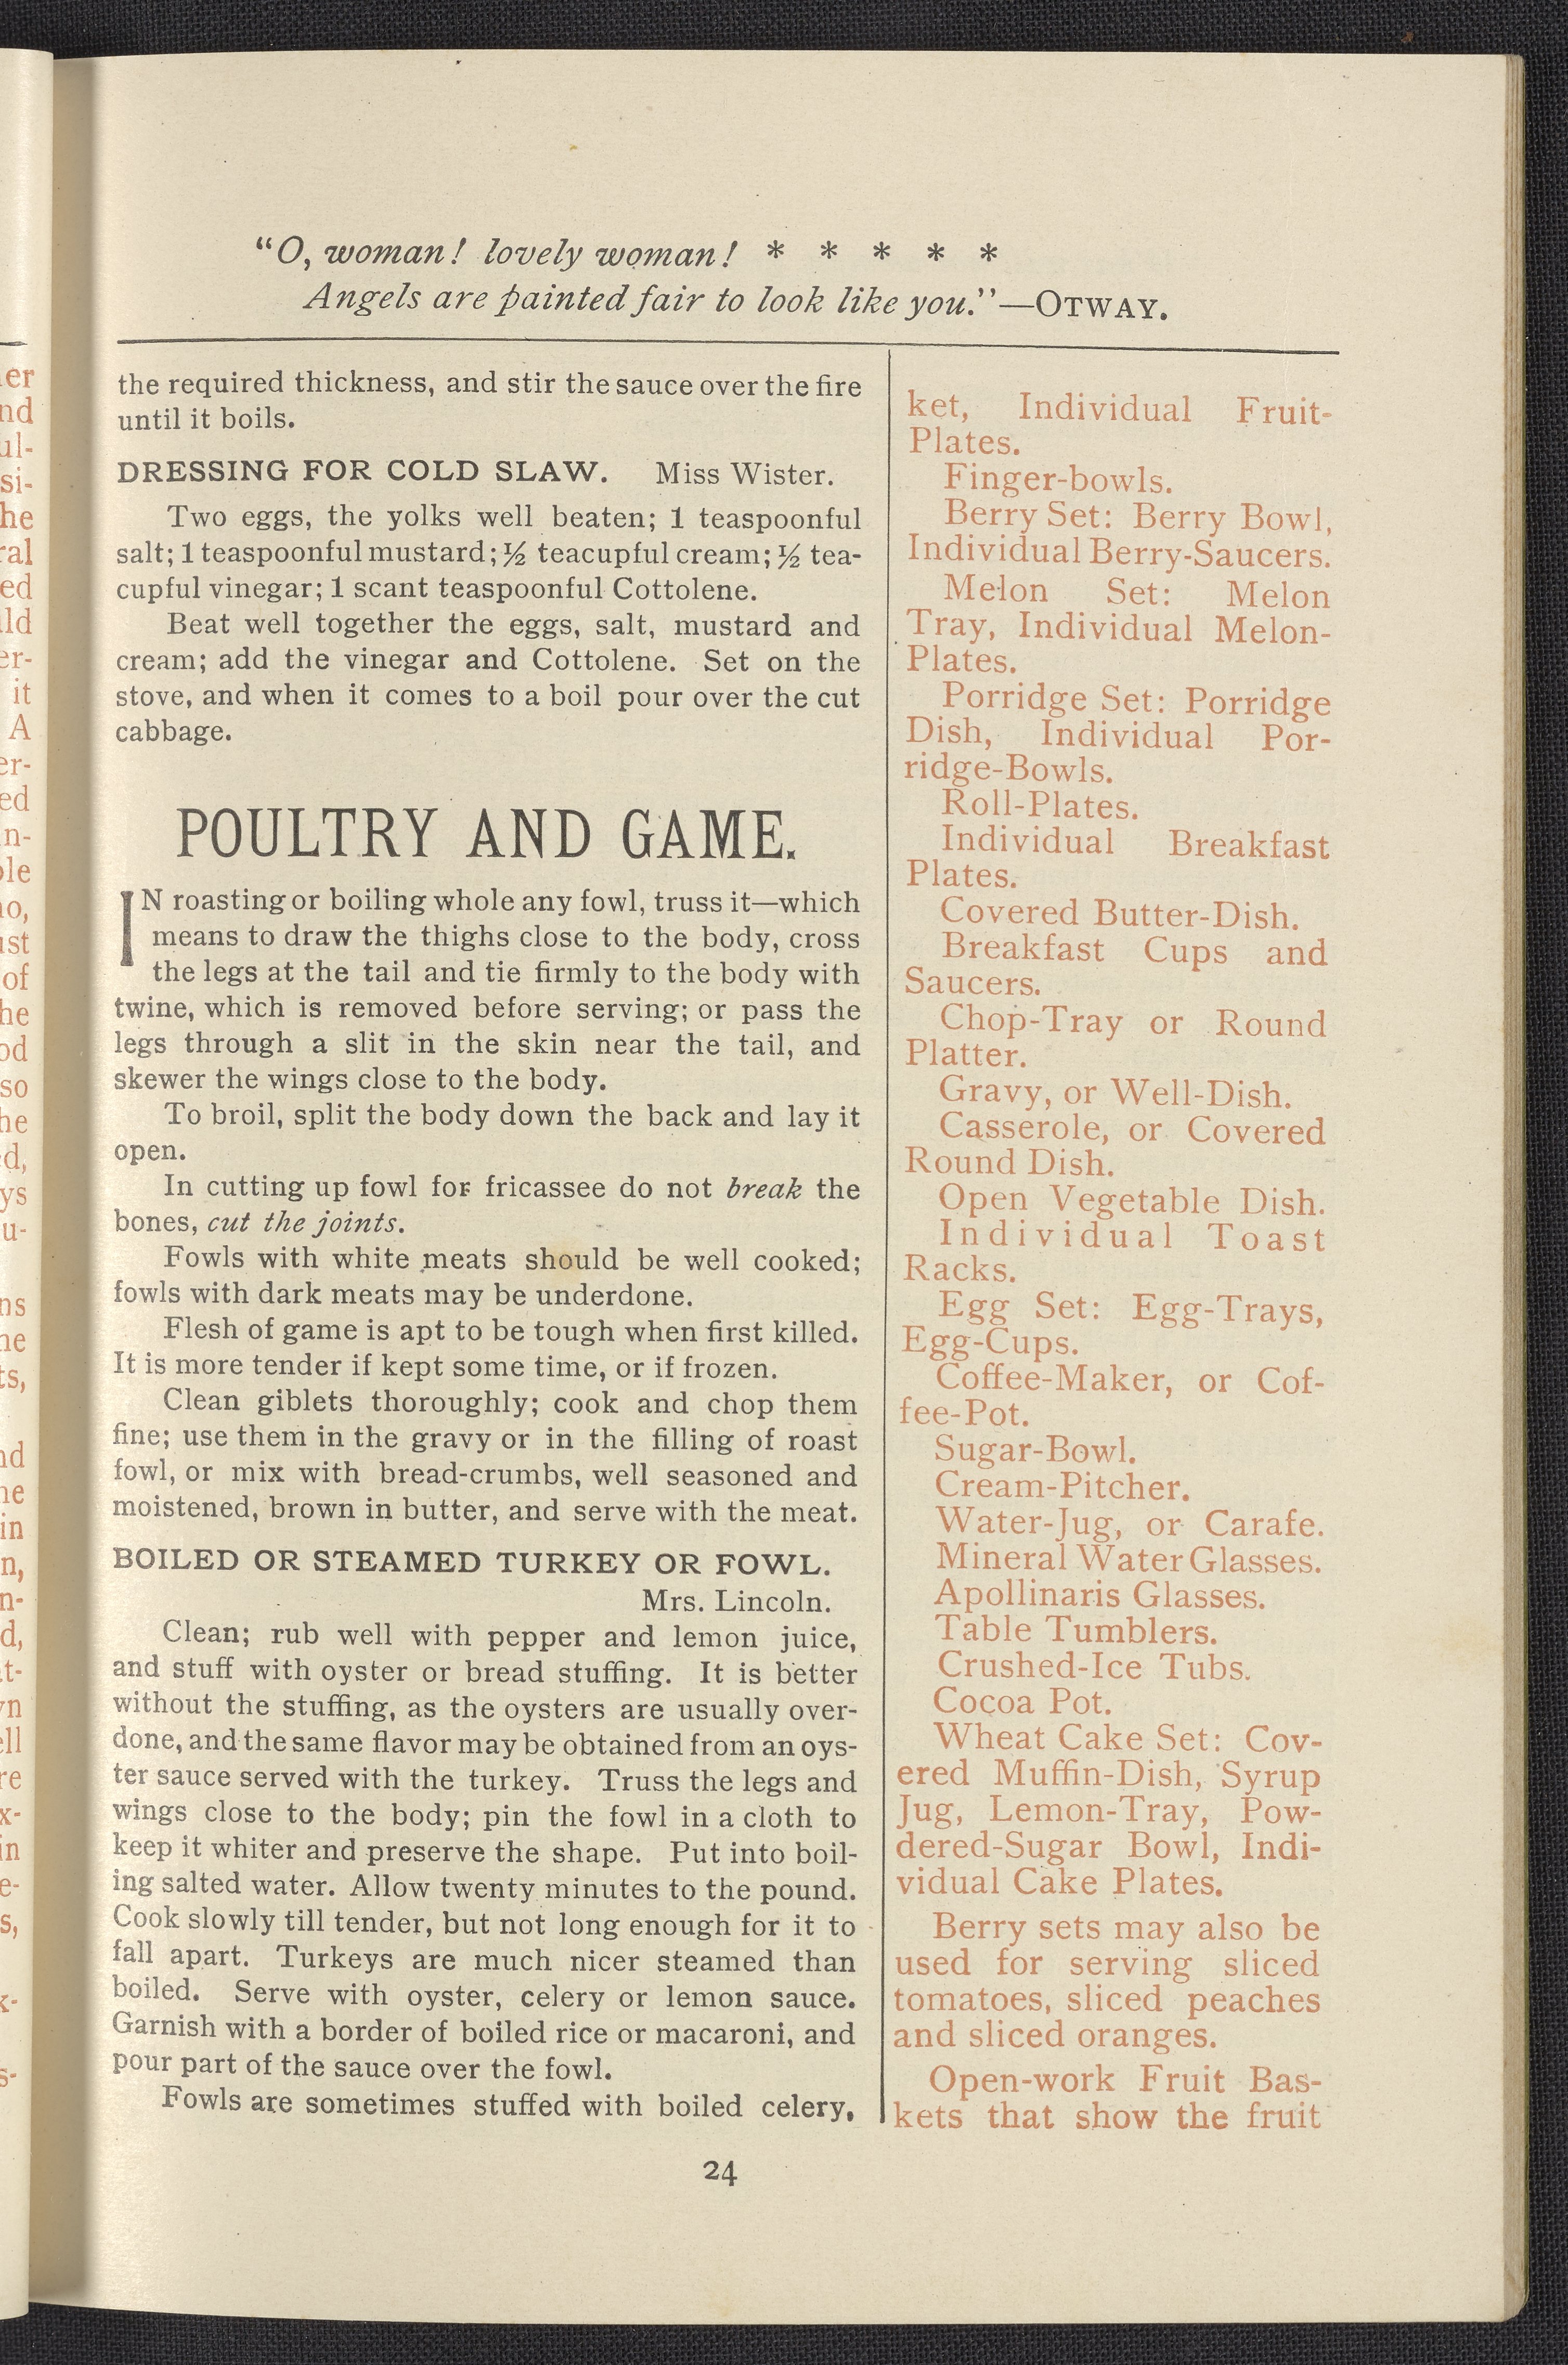 “O, woman! lovely woman! * * * * *
Angels are painted fair to look like you.”—OTWAY.
the required thickness, and stir the sauce over the fire
until it boils.
DRESSING FOR COLD SLAW. Miss Wister.
Two eggs, the yolks well beaten; 1 teaspoonful
salt; 1 teaspoonful mustard; ½ teacupful cream; ½ tea-
cupful vinegar; 1 scant teaspoonful Cottolene.
Beat well together the eggs, salt, mustard and
cream; add the vinegar and Cottolene. Set on the
stove, and when it comes to a boil pour over the cut
cabbage.
POULTRY AND GAME.
IN roasting or boiling whole any fowl, truss it—which
means to draw the thighs close to the body, cross
the legs at the tail and tie firmly to the body with
twine, which is removed before serving; or pass the
legs through a slit in the skin near the tail, and
skewer the wings close to the body.
To broil, split the body down the back and lay it
open.
In cutting up fowl for fricassee do not break the
bones, cut the joints.
Fowls with white meats should be well cooked;
fowls with dark meats may be underdone.
Flesh of game is apt to be tough when first killed.
It is more tender if kept some time, or if frozen.
Clean giblets thoroughly; cook and chop them
fine; use them in the gravy or in the filling of roast
fowl, or mix with bread-crumbs, well seasoned and
moistened, brown in butter, and serve with the meat.
BOILED OR STEAMED TURKEY OR FOWL.
Mrs. Lincoln.
Clean; rub well with pepper and lemon juice,
and stuff with oyster or bread stuffing. It is better
without the stuffing, as the oysters are usually over-
done, and the same flavor may be obtained from an oys-
ter sauce served with the turkey. Truss the legs and
wings close to the body; pin the fowl in a cloth to
keep it whiter and preserve the shape. Put into boil-
ing salted water. Allow twenty minutes to the pound.
Cook slowly till tender, but not long enough for it to
fall apart. Turkeys are much nicer steamed than
boiled. Serve with oyster, celery or lemon sauce.
Garnish with a border of boiled rice or macaroni, and
pour part of the sauce over the fowl.
Fowls are sometimes stuffed with boiled celery,
ket, Individual Fruit-
Plates.
Finger-bowls.
Berry Set: Berry Bowl,
Individual Berry-Saucers.
Melon Set: Melon
Tray, Individual Melon-
Plates.
Porridge Set: Porridge
Dish, Individual Por-
ridge-Bowls.
Roll-Plates.
Individual Breakfast
Plates.
Covered Butter-Dish.
Breakfast Cups and
Saucers.
Chop-Tray or Round
Platter.
Gravy, or Well-Dish.
Casserole, or Covered
Round Dish.
Open Vegetable Dish.
Individual Toast
Racks.
Egg Set: Egg-Trays,
Egg-Cups.
Coffee-Maker, or Cof-
fee-Pot.
Sugar-Bowl.
Cream-Pitcher.
Water-Jug, or Carafe.
Mineral Water Glasses.
Apollinaris Glasses.
Table Tumblers.
Crushed-Ice Tubs.
Cocoa Pot.
Wheat Cake Set: Cov-
ered Muffin-Dish, Syrup
Jug, Lemon-Tray, Pow-
dered-Sugar Bowl, Indi-
vidual Cake Plates.
Berry sets may also be
used for serving sliced
tomatoes, sliced peaches
and sliced oranges.
Open-work Fruit Bas-
kets that show the fruit
24